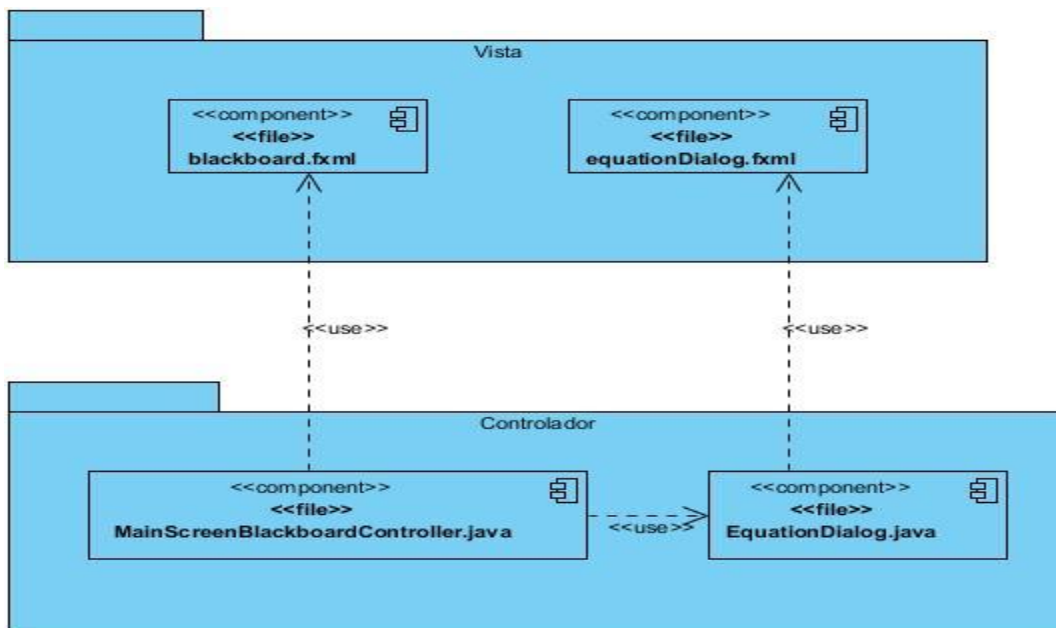 Vista
<<component>>
<<file>>
blackboard.fxml
<<component>>
<<file>>
equationDialog.fxml
<<use>>
<<use>>
Controlador
<<component>>
<<file>>
MainScreenBlackboardController.java
<<use>>
<<component>>
<<file>>
EquationDialog.java